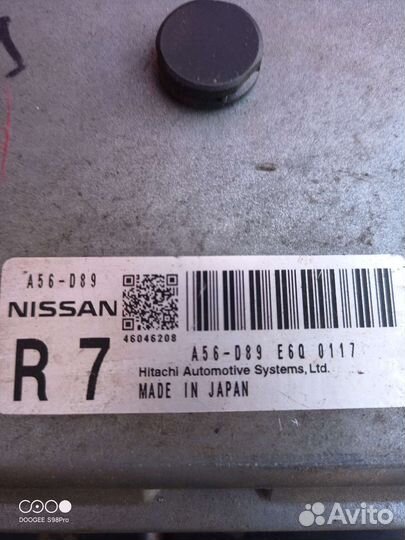 A56-D89
NISSAN
46046208
R 7
A56-D89 E6Q 0117
Hitachi Automotive Systems, Ltd.
MADE IN JAPAN
DOOGEE S98Pro
Avito